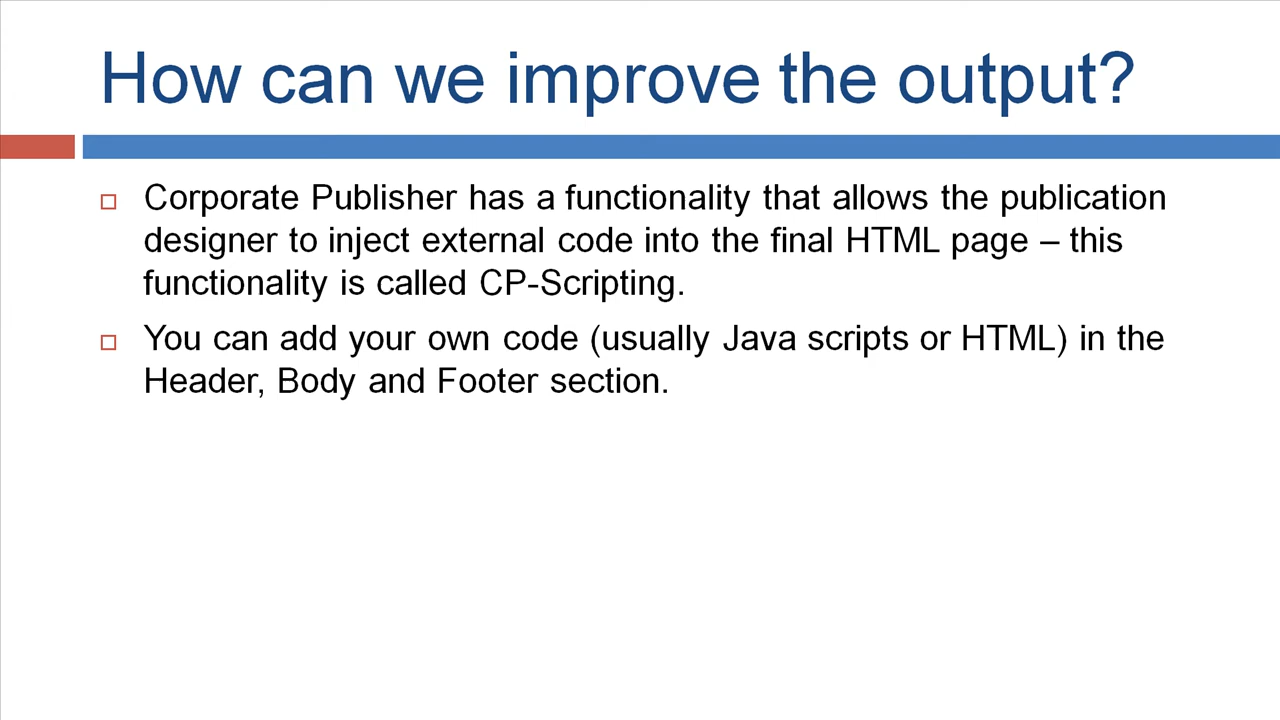 How can we improve the output?
Corporate Publisher has a functionality that allows the publication
designer to inject external code into the final HTML page – this
functionality is called CP-Scripting.
You can add your own code (usually Java scripts or HTML) in the
Header, Body and Footer section.